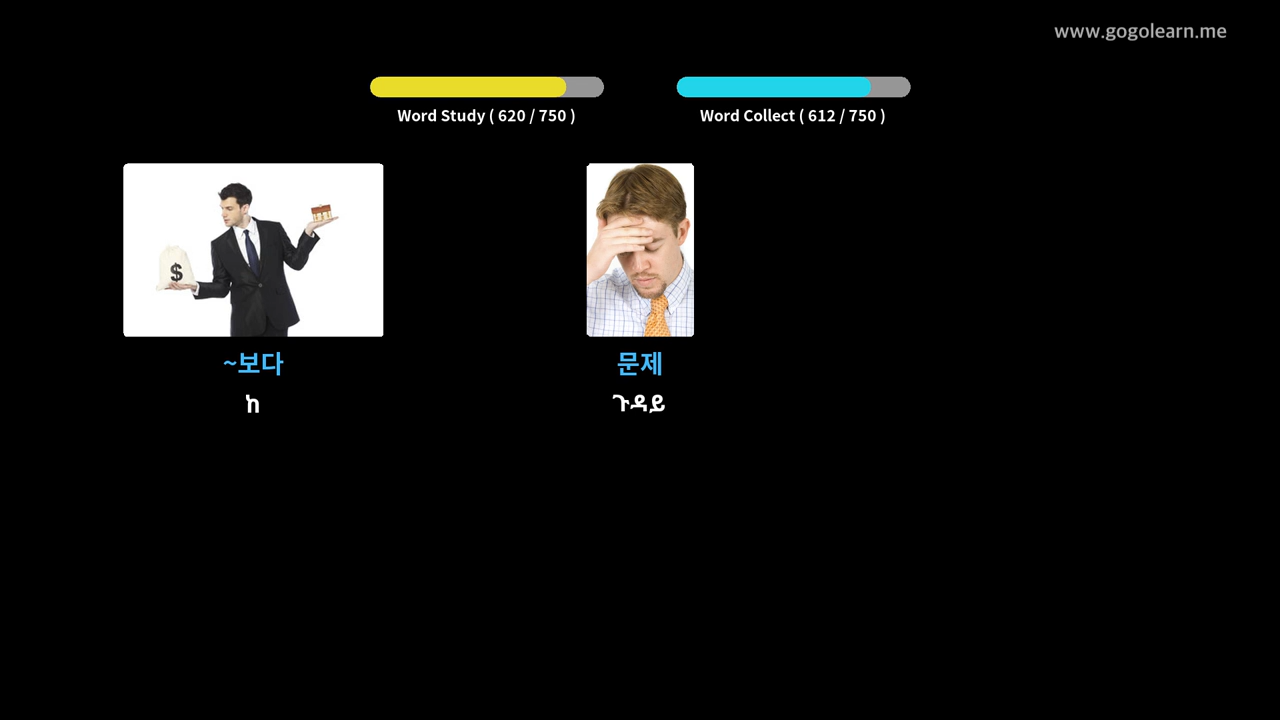 www.gogolearn.me
Word Study ( 620 / 750 )
Word Collect ( 612 / 750 )
$
~보다
문제
ከ
ጉዳይ